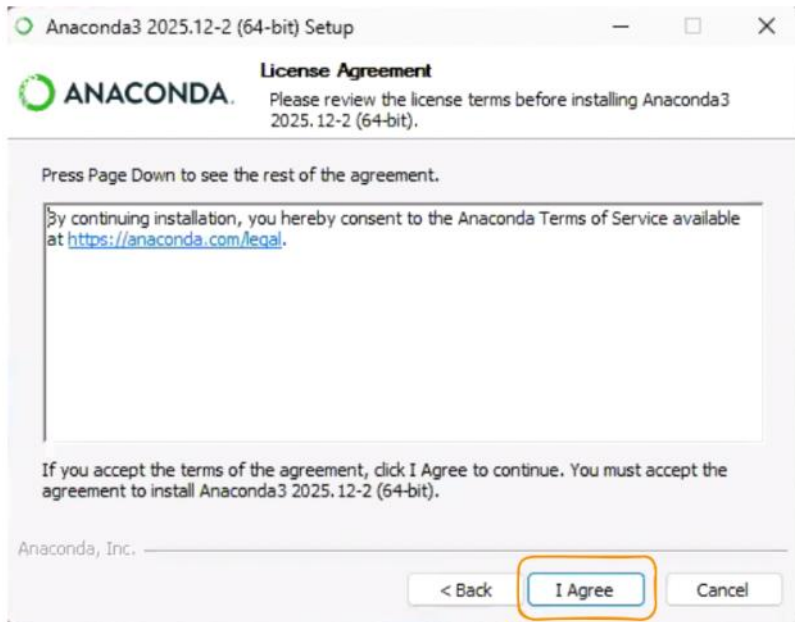 Anaconda3 2025.12-2 (64-bit) Setup
ANACONDA.
License Agreement
Please review the license terms before installing Anaconda3
2025.12-2 (64-bit).
Press Page Down to see the rest of the agreement.
By continuing installation, you hereby consent to the Anaconda Terms of Service available
at https://anaconda.com/legal.
If you accept the terms of the agreement, click I Agree to continue. You must accept the
agreement to install Anaconda3 2025.12-2 (64-bit).
Anaconda, Inc.
< Back I Agree Cancel